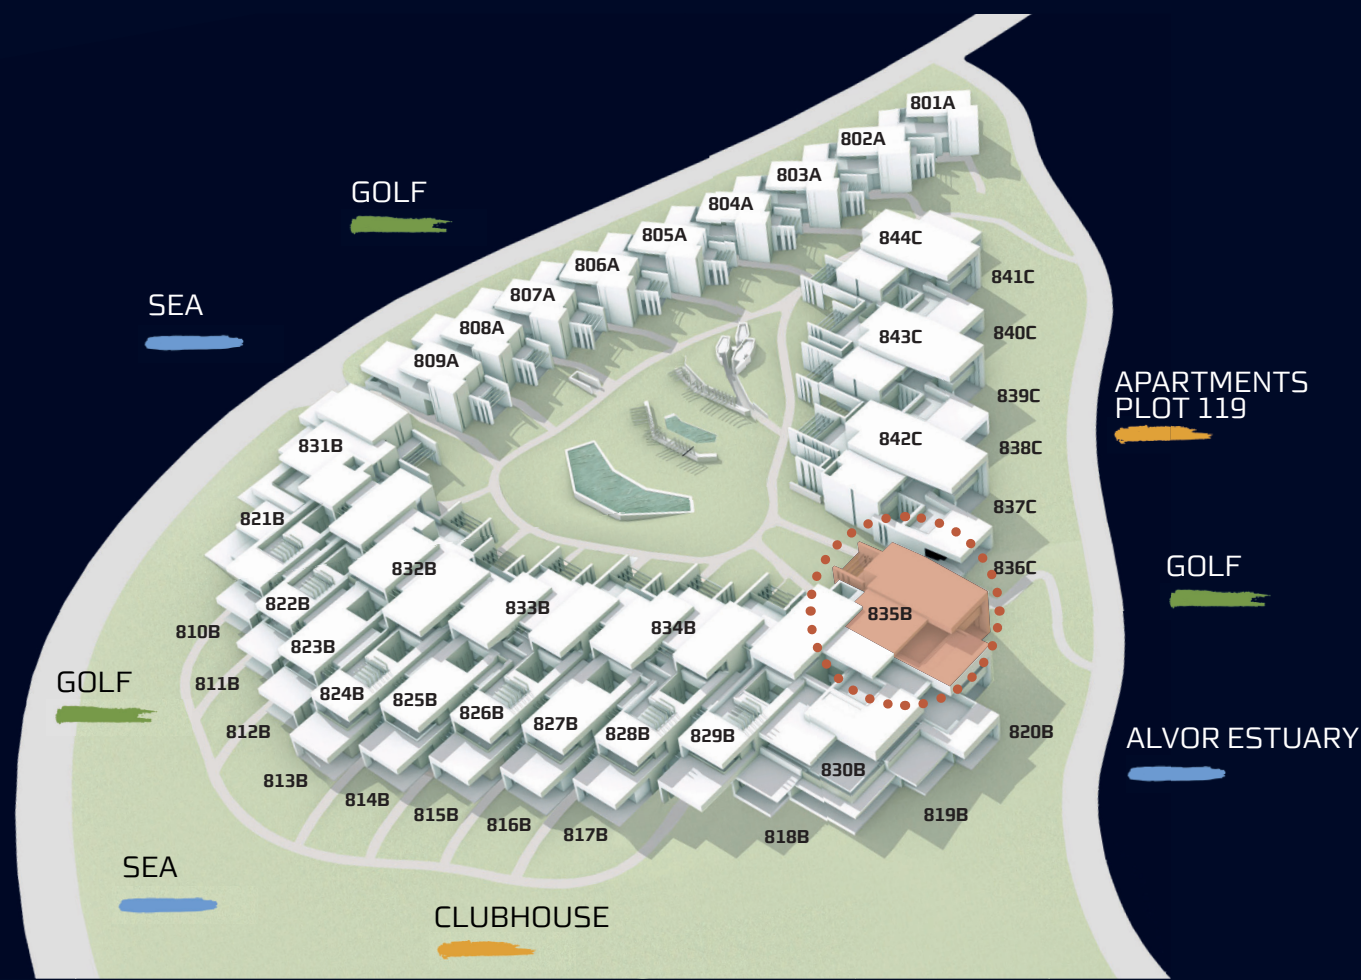 801A
802A
803A
GOLF
804A
805A
844C
806A
841C
807A
SEA
808A
843C
840C
809A
APARTMENTS
PLOT 119
839C
842C
831B
838C
837C
821B
832B
836C
GOLF
822B
833B
835B
810B
834B
823B
811B
GOLF
824B
825B
826B
827B
812B
828B
829B
820B
ALVOR ESTUARY
830B
813B
814B
815B
819B
816B
817B
818B
SEA
CLUBHOUSE